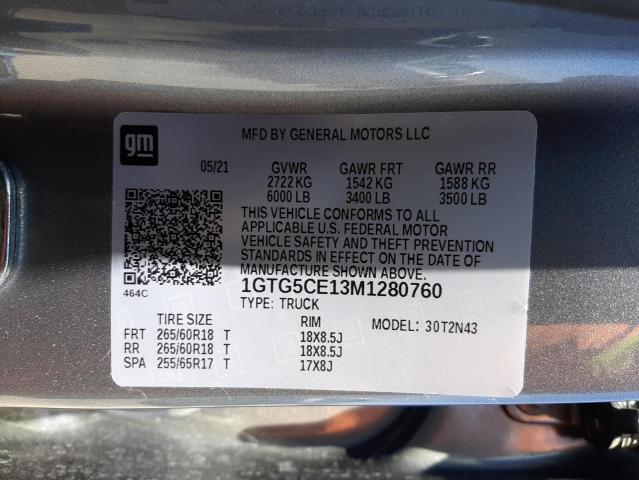 gm
MFD BY GENERAL MOTORS LLC
05/21 GVWR GAWR FRT GAWR RR
2722 KG 1542 KG 1588 KG
6000 LB 3400 LB 3500 LB
THIS VEHICLE CONFORMS TO ALL
APPLICABLE U.S. FEDERAL MOTOR
VEHICLE SAFETY AND THEFT PREVENTION
STANDARDS IN EFFECT ON THE DATE OF
MANUFACTURE SHOWN ABOVE.
464C
1GTG5CE13M1280760
TYPE: TRUCK
TIRE SIZE RIM MODEL: 30T2N43
FRT 265/60R18 T 18X8.5J
RR 265/60R18 T 18X8.5J
SPA 255/65R17 T 17X8J